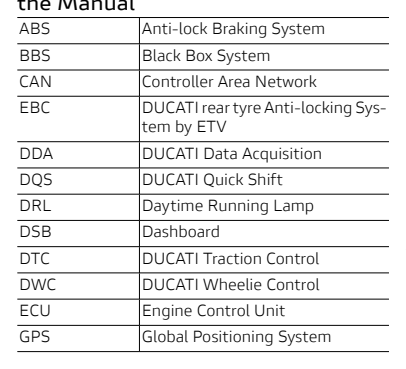 the Manual
ABS Anti-lock Braking System
BBS Black Box System
CAN Controller Area Network
EBC DUCATI rear tyre Anti-locking Sys-
tem by ETV
DDA DUCATI Data Acquisition
DQS DUCATI Quick Shift
DRL Daytime Running Lamp
DSB Dashboard
DTC DUCATI Traction Control
DWC DUCATI Wheelie Control
ECU Engine Control Unit
GPS Global Positioning System